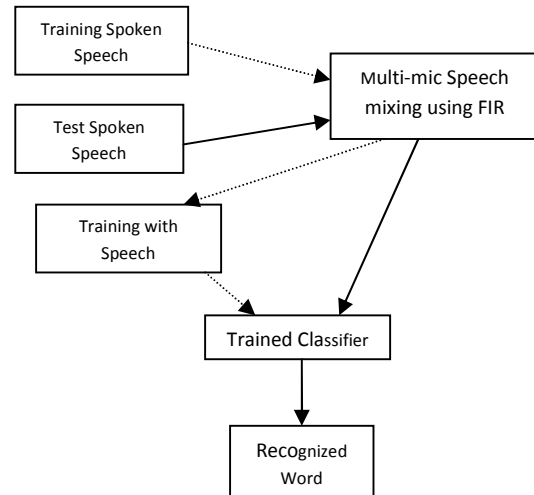 Training Spoken
Speech
Multi-mic Speech
mixing using FIR
Test Spoken
Speech
Training with
Speech
Trained Classifier
Recognized
Word